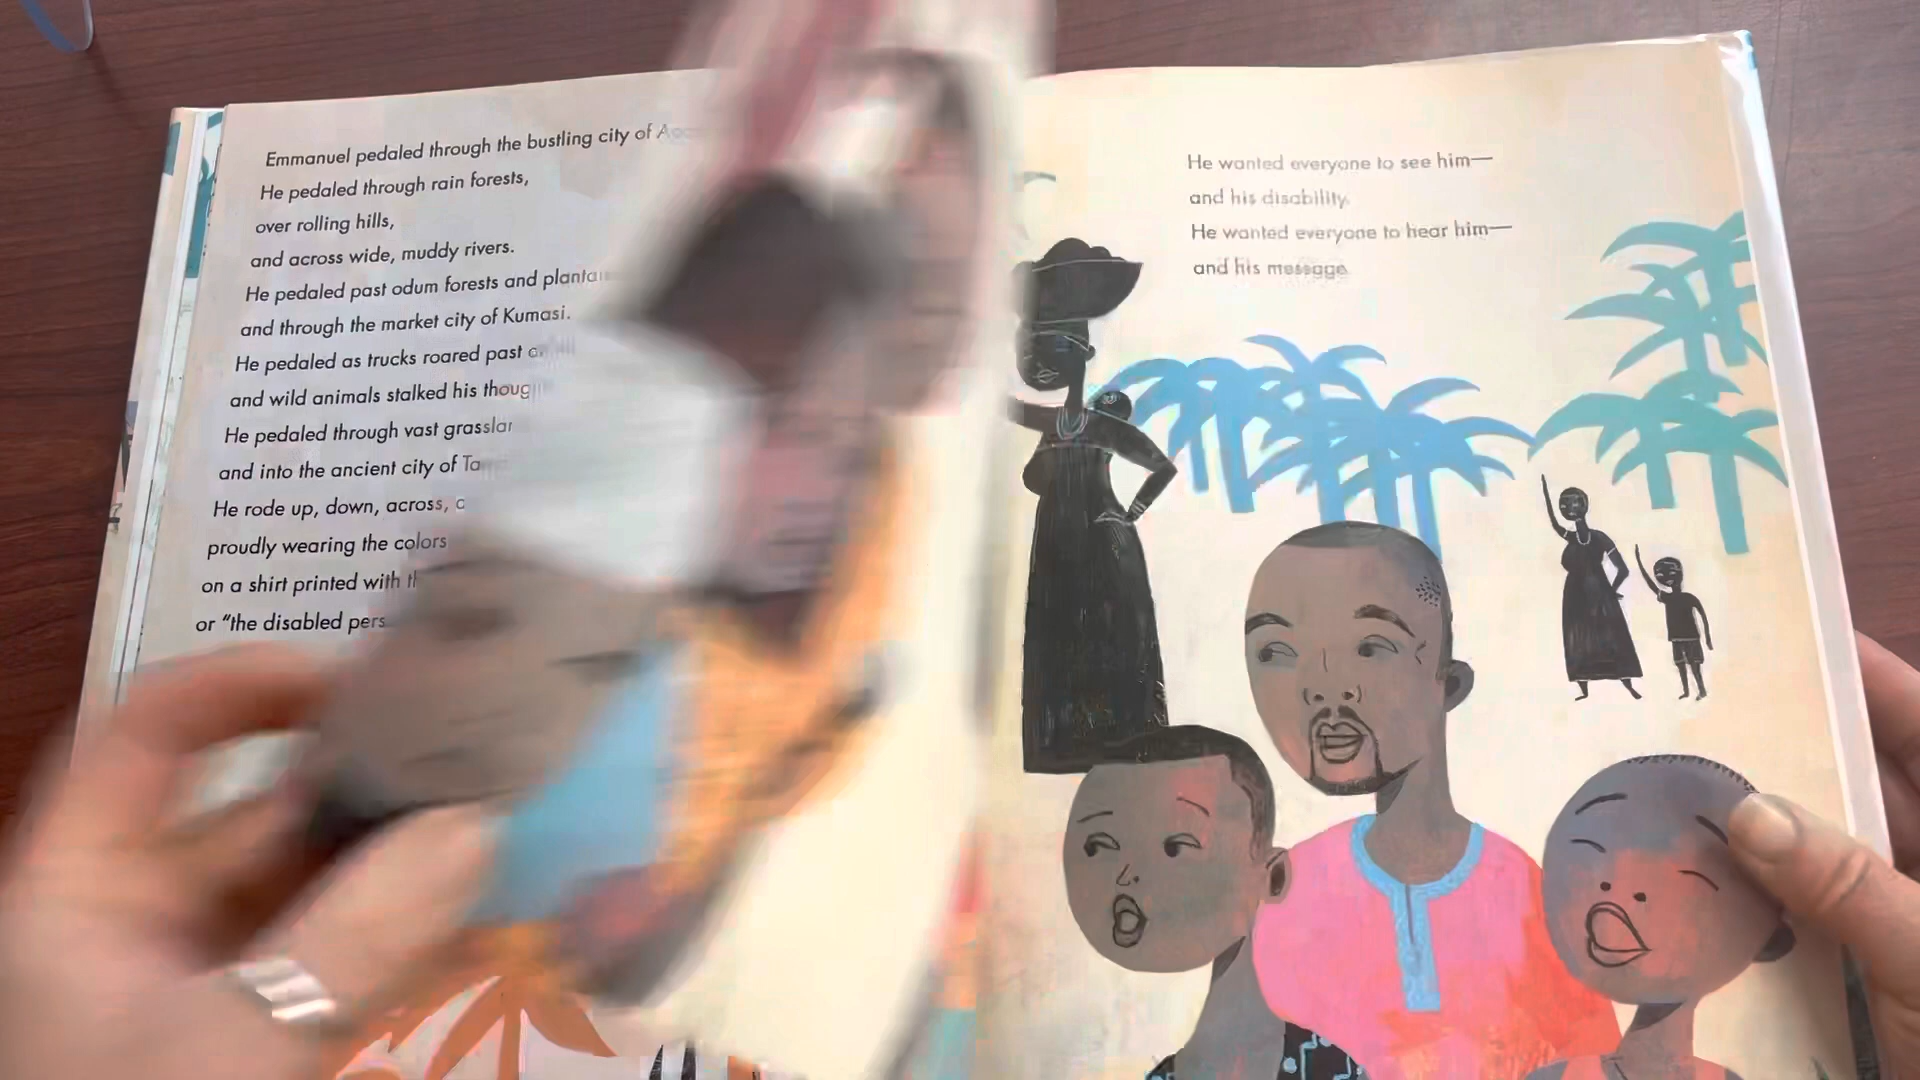 Emmanuel pedaled through the bustling city of
He pedaled through rain forests,
over rolling hills,
and across wide, muddy rivers.
He pedaled past odum forests and
and through the market city of Kumasi.
He pedaled as trucks roared past
and wild animals stalked his
He pedaled through vast
and into the ancient city of
He rode up, down, across,
proudly wearing the colors
on a shirt printed with
or “the disabled
He wanted everyone to see him—
and his disability.
He wanted everyone to hear him—
and his message.